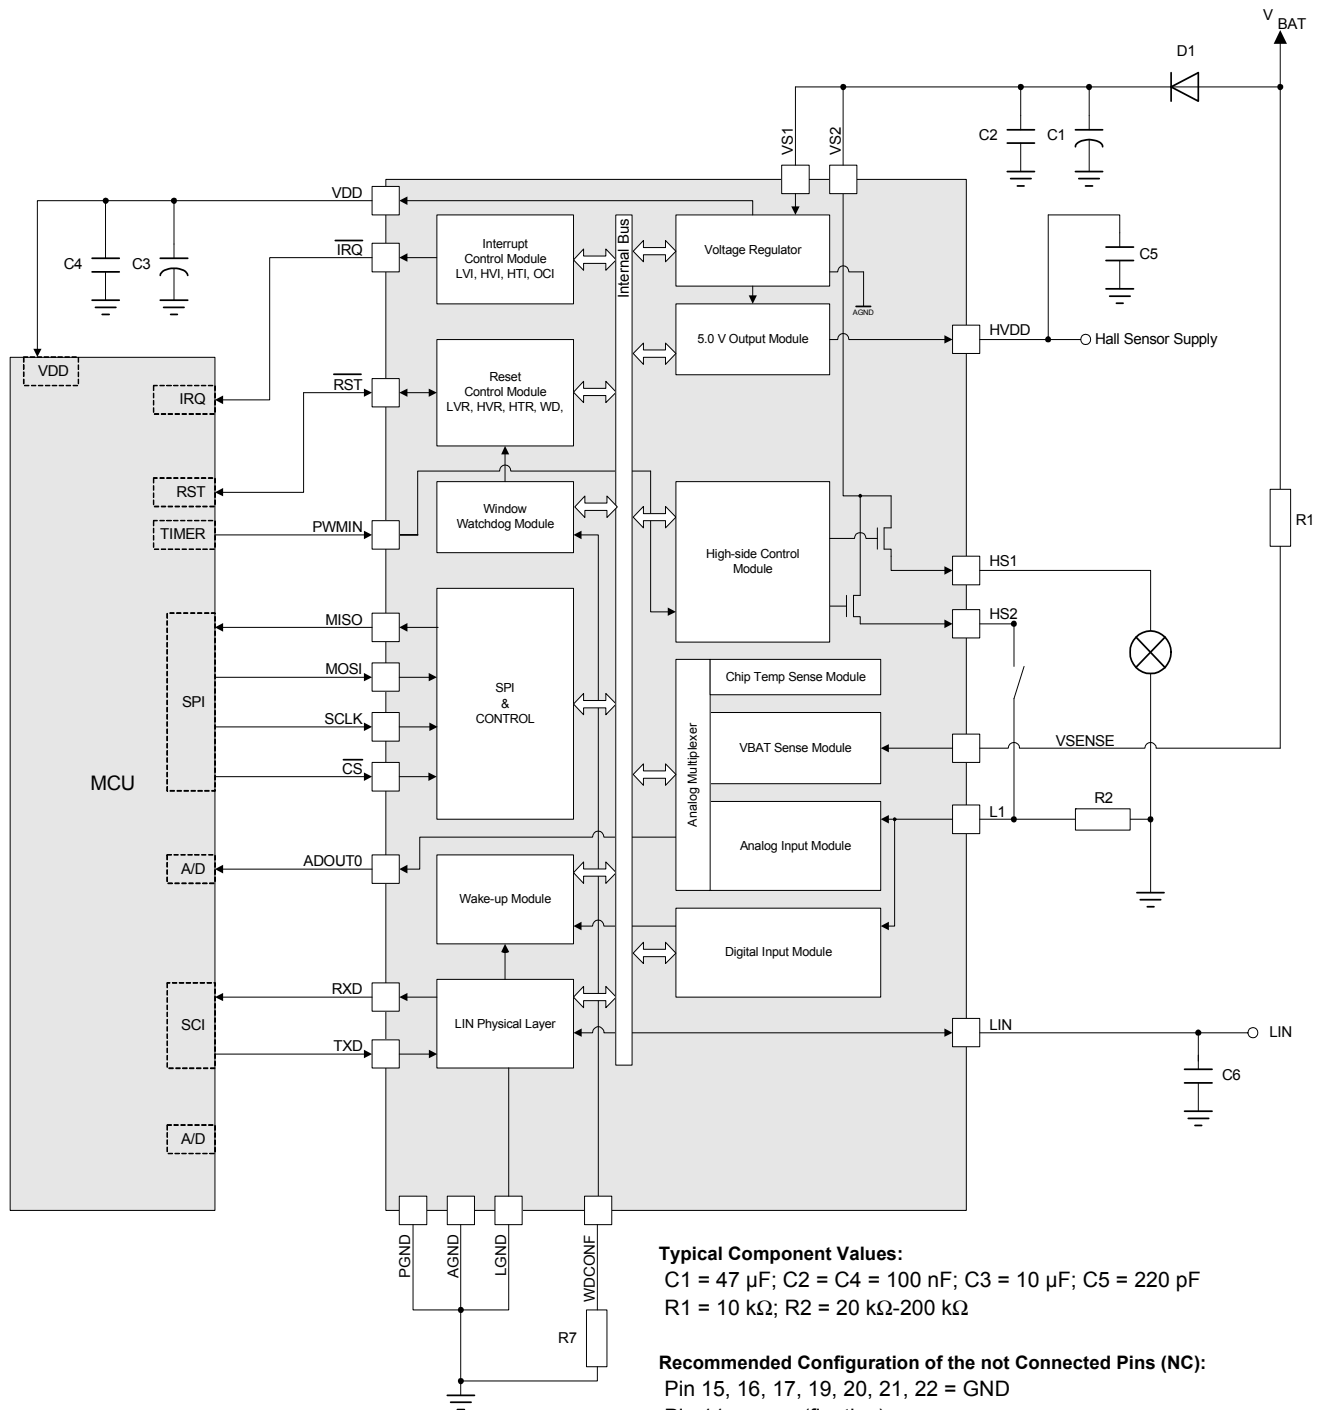 V BAT
D1
C2
C1
VS1
VS2
VDD
C4
C3
IRQ
Interrupt
Control Module
LVI, HVI, HTI, OCI
Internal Bus
Voltage Regulator
AGND
C5
5.0 V Output Module
HVDD
Hall Sensor Supply
VDD
IRQ
RST
Reset
Control Module
LVR, HVR, HTR, WD,
RST
TIMER
PWMIN
Window
Watchdog Module
High-side Control
Module
R1
HS1
HS2
MISO
MOSI
SCLK
CS
SPI
SPI
&
CONTROL
MCU
Analog Multiplexer
Chip Temp Sense Module
VBAT Sense Module
VSENSE
Analog Input Module
L1
R2
A/D
ADOUT0
Wake-up Module
Digital Input Module
RXD
SCI
TXD
LIN Physical Layer
LIN
LIN
C6
A/D
PGND
AGND
LGND
WDCONF
R7
Typical Component Values:
C1 = 47 µF; C2 = C4 = 100 nF; C3 = 10 µF; C5 = 220 pF
R1 = 10 kΩ; R2 = 20 kΩ-200 kΩ
Recommended Configuration of the not Connected Pins (NC):
Pin 15, 16, 17, 19, 20, 21, 22 = GND